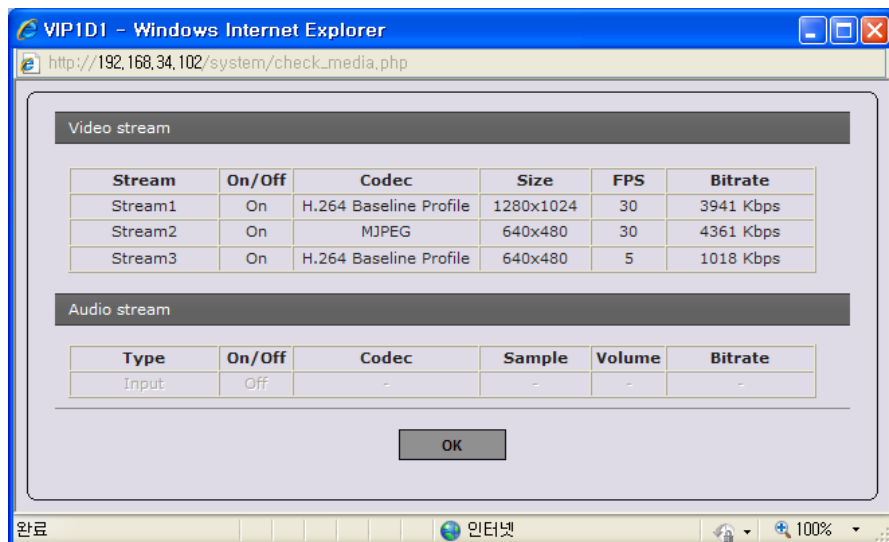 VIP1D1 - Windows Internet Explorer
http://192.168.34.102/system/check_media.php
Video stream
Stream On/Off Codec Size FPS Bitrate
Stream1 On H.264 Baseline Profile 1280x1024 30 3941 Kbps
Stream2 On MJPEG 640x480 30 4361 Kbps
Stream3 On H.264 Baseline Profile 640x480 5 1018 Kbps
Audio stream
Type On/Off Codec Sample Volume Bitrate
Input Off - - - -
OK
완료 인터넷 100%